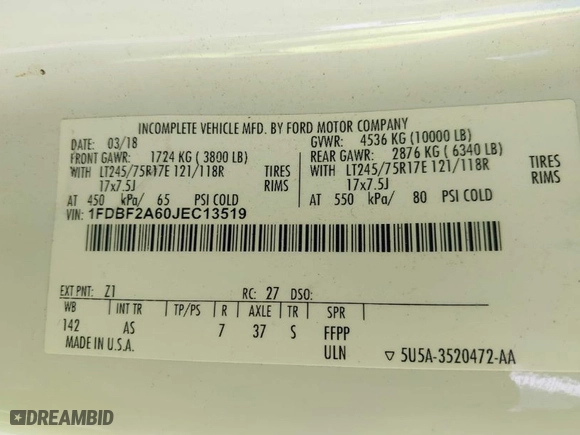 INCOMPLETE VEHICLE MFD. BY FORD MOTOR COMPANY
DATE: 03/18 GVWR: 4536 KG (10000 LB)
FRONT GAWR: 1724 KG ( 3800 LB) REAR GAWR: 2876 KG ( 6340 LB)
WITH LT245/75R17E 121/118R TIRES WITH LT245/75R17E 121/118R TIRES
17x7.5J RIMS 17x7.5J RIMS
AT 450 kPa/ 65 PSI COLD AT 550 kPa/ 80 PSI COLD
VIN: 1FDBF2A60JEC13519
EXT PNT: Z1 RC: 27 DSO:
WB INT TR TP/PS R AXLE TR SPR
142 AS 7 37 S FFPP
MADE IN U.S.A. ULN ▽ 5U5A-3520472-AA
DREAMBID